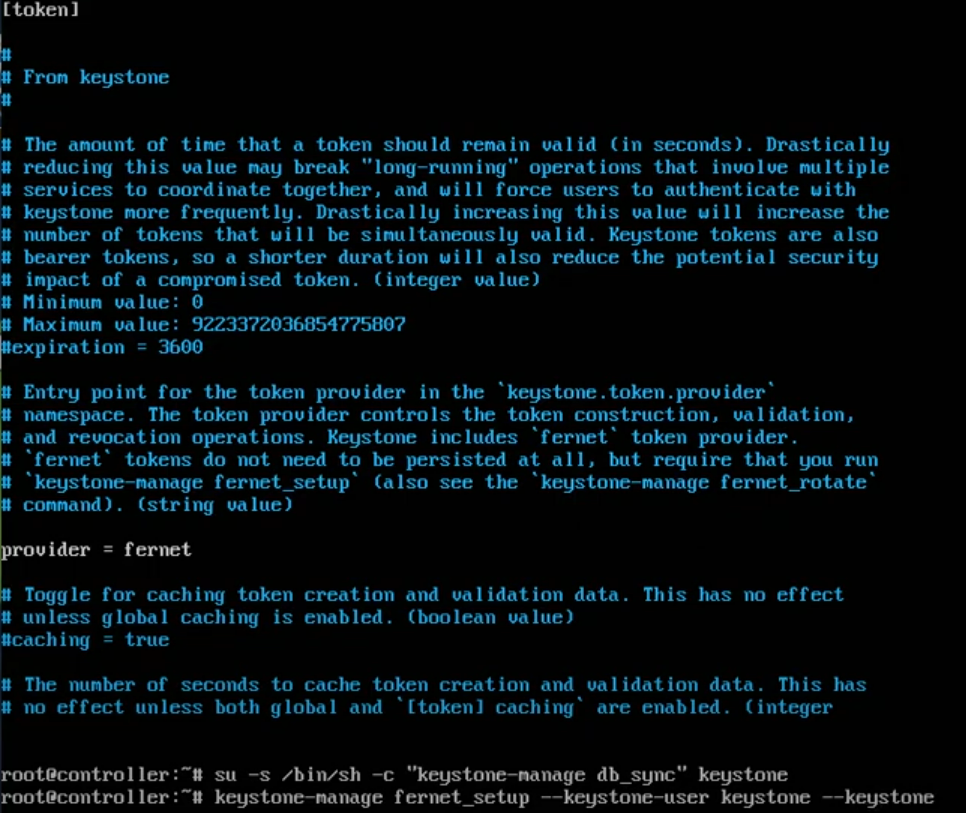 [token]
#
# From keystone
#
# The amount of time that a token should remain valid (in seconds). Drastically
# reducing this value may break "long-running" operations that involve multiple
# services to coordinate together, and will force users to authenticate with
# keystone more frequently. Drastically increasing this value will increase the
# number of tokens that will be simultaneously valid. Keystone tokens are also
# bearer tokens, so a shorter duration will also reduce the potential security
# impact of a compromised token. (integer value)
# Minimum value: 0
# Maximum value: 9223372036854775807
#expiration = 3600
# Entry point for the token provider in the `keystone.token.provider`
# namespace. The token provider controls the token construction, validation,
# and revocation operations. Keystone includes `fernet` token provider.
# `fernet` tokens do not need to be persisted at all, but require that you run
# `keystone-manage fernet_setup` (also see the `keystone-manage fernet_rotate`
# command). (string value)
provider = fernet
# Toggle for caching token creation and validation data. This has no effect
# unless global caching is enabled. (boolean value)
#caching = true
# The number of seconds to cache token creation and validation data. This has
# no effect unless both global and `[token] caching` are enabled. (integer
root@controller:~# su -s /bin/sh -c "keystone-manage db_sync" keystone
root@controller:~# keystone-manage fernet_setup --keystone-user keystone --keystone